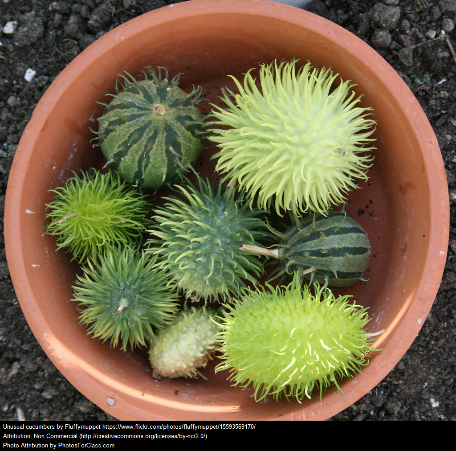 Unusual cucumbers by Fluffymuppet https://www.flickr.com/photos/fluffymuppet/15593569170/
Attribution, Non Commercial (http://creativecommons.org/licenses/by-nc/2.0/)
Photo Attribution by PhotosForClass.com